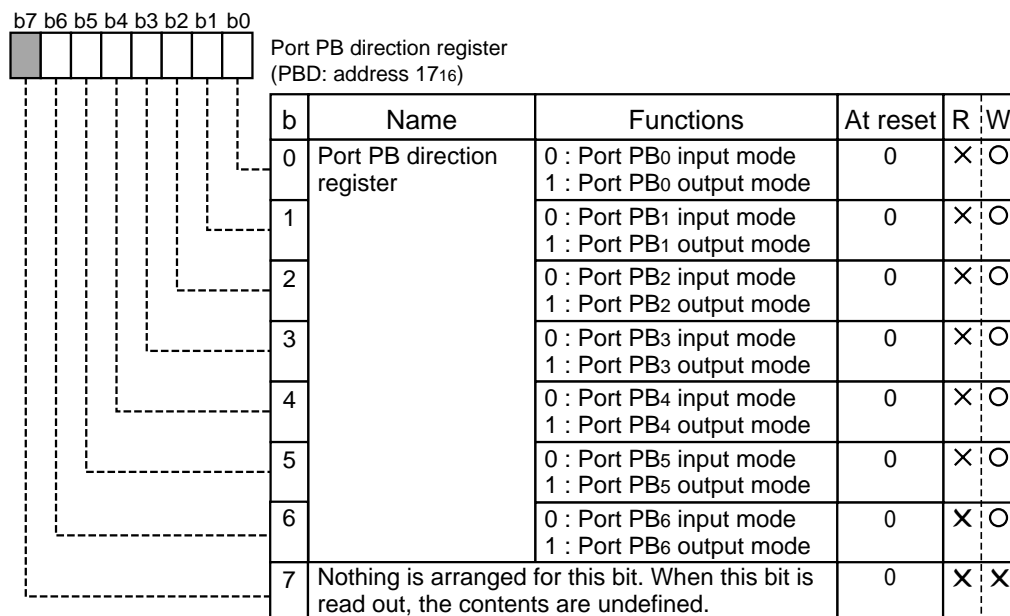 b7 b6 b5 b4 b3 b2 b1 b0
Port PB direction register
(PBD: address 1716)
b Name Functions At reset R W
0 Port PB direction register 0 : Port PB0 input mode 0 × ○
1 : Port PB0 output mode
1 0 : Port PB1 input mode 0 × ○
1 : Port PB1 output mode
2 0 : Port PB2 input mode 0 × ○
1 : Port PB2 output mode
3 0 : Port PB3 input mode 0 × ○
1 : Port PB3 output mode
4 0 : Port PB4 input mode 0 × ○
1 : Port PB4 output mode
5 0 : Port PB5 input mode 0 × ○
1 : Port PB5 output mode
6 0 : Port PB6 input mode 0 × ○
1 : Port PB6 output mode
7 Nothing is arranged for this bit. When this bit is 0 × ×
read out, the contents are undefined.